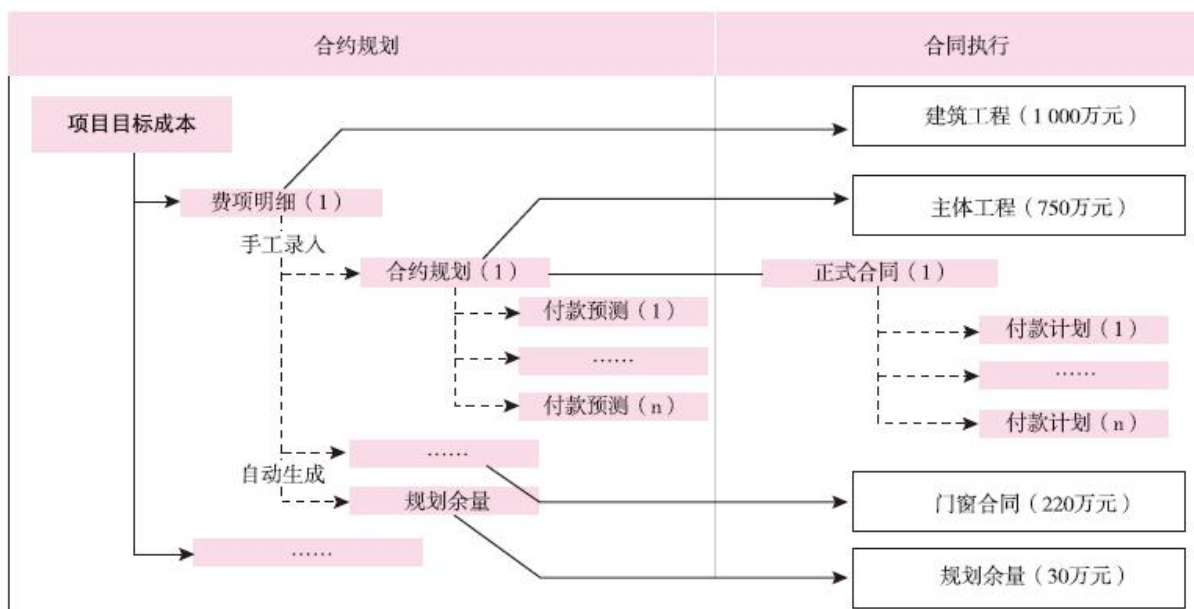 合约规划
合同执行
项目目标成本
建筑工程（1 000万元）
费项明细（1）
主体工程（750万元）
手工录入
合约规划（1）
正式合同（1）
付款预测（1）
付款计划（1）
……
……
付款预测（n）
付款计划（n）
……
自动生成
规划余量
门窗合同（220万元）
……
规划余量（30万元）